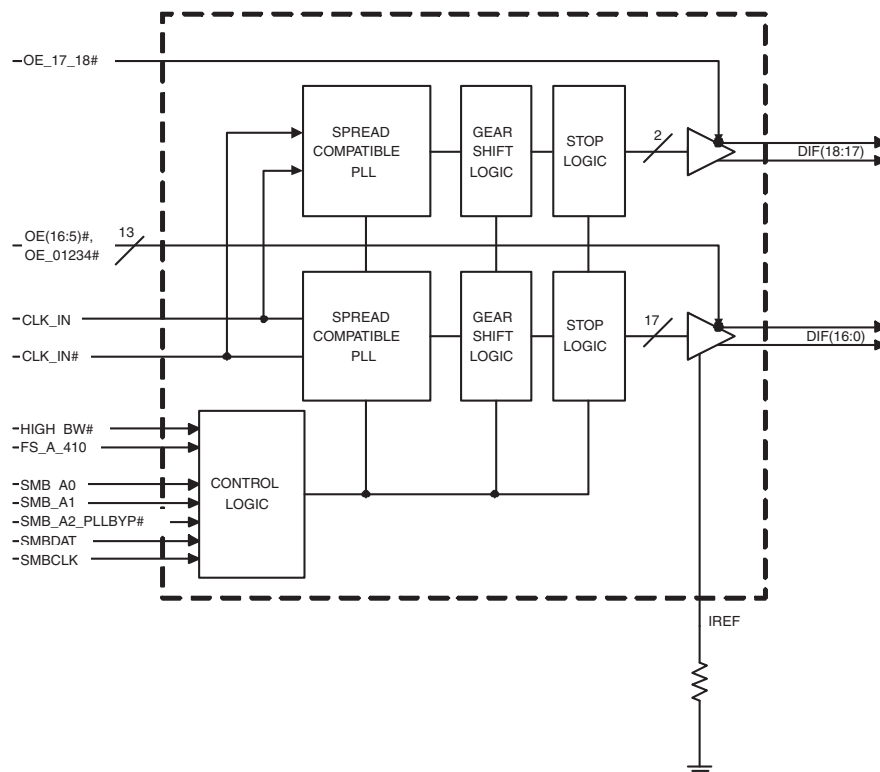 OE_17_18#
SPREAD
COMPATIBLE
PLL
GEAR
SHIFT
LOGIC
STOP
LOGIC
2
DIF(18:17)
OE(16:5)#,
OE_01234#
13
CLK_IN
CLK_IN#
SPREAD
COMPATIBLE
PLL
GEAR
SHIFT
LOGIC
STOP
LOGIC
17
DIF(16:0)
HIGH_BW#
FS_A_410
SMB_A0
SMB_A1
SMB_A2_PLLBYP#
SMBDAT
SMBCLK
CONTROL
LOGIC
IREF